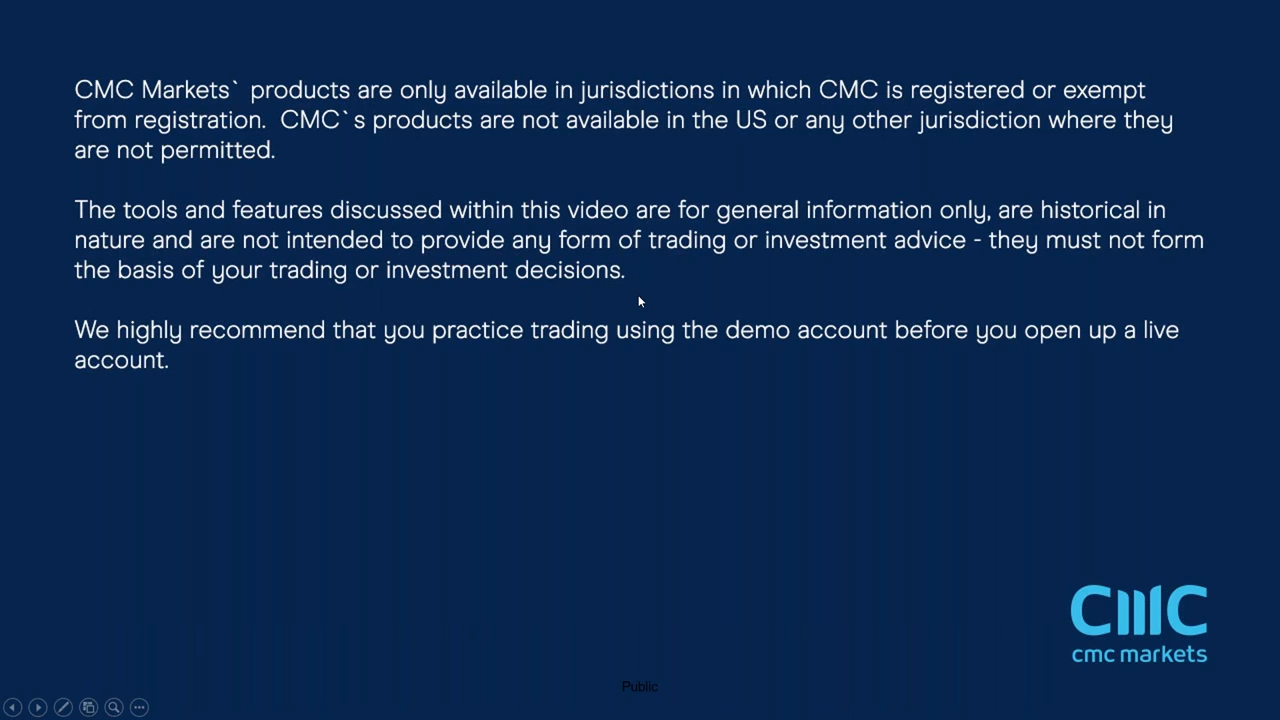 CMC Markets` products are only available in jurisdictions in which CMC is registered or exempt
from registration.  CMC`s products are not available in the US or any other jurisdiction where they
are not permitted.
The tools and features discussed within this video are for general information only, are historical in
nature and are not intended to provide any form of trading or investment advice - they must not form
the basis of your trading or investment decisions.
We highly recommend that you practice trading using the demo account before you open up a live
account.
CMC
cmc markets
Public